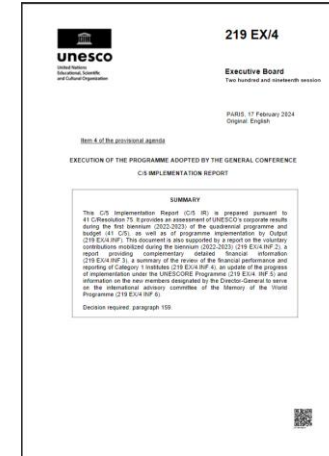 219 EX/4
unesco
United Nations
Educational, Scientific
and Cultural Organization
Executive Board
Two hundred and nineteenth session
PARIS, 17 February 2024
Original: English
Item 4 of the provisional agenda
EXECUTION OF THE PROGRAMME ADOPTED BY THE GENERAL CONFERENCE
C/5 IMPLEMENTATION REPORT
SUMMARY
This C/5 Implementation Report (C/5 IR) is prepared pursuant to
41 C/Resolution 75. It provides an assessment of UNESCO's corporate results
during the first biennium (2022-2023) of the quadrennial programme and
budget (41 C/5), as well as of programme implementation by Output
(219 EX/4.INF). This document is also supported by a report on the voluntary
contributions mobilized during the biennium (2022-2023) (219 EX/4.INF 2), a
report providing complementary detailed financial information
(219 EX/4.INF 3), a summary of the review of the financial performance and
reporting of Category 1 Institutes (219 EX/4.INF 4), an update of the progress
of implementation under the UNESCORE Programme (219 EX/4. INF 5) and
information on the new members designated by the Director-General to serve
on the international advisory committee of the Memory of the World
Programme (219 EX/4 INF 6).
Decision required: paragraph 159